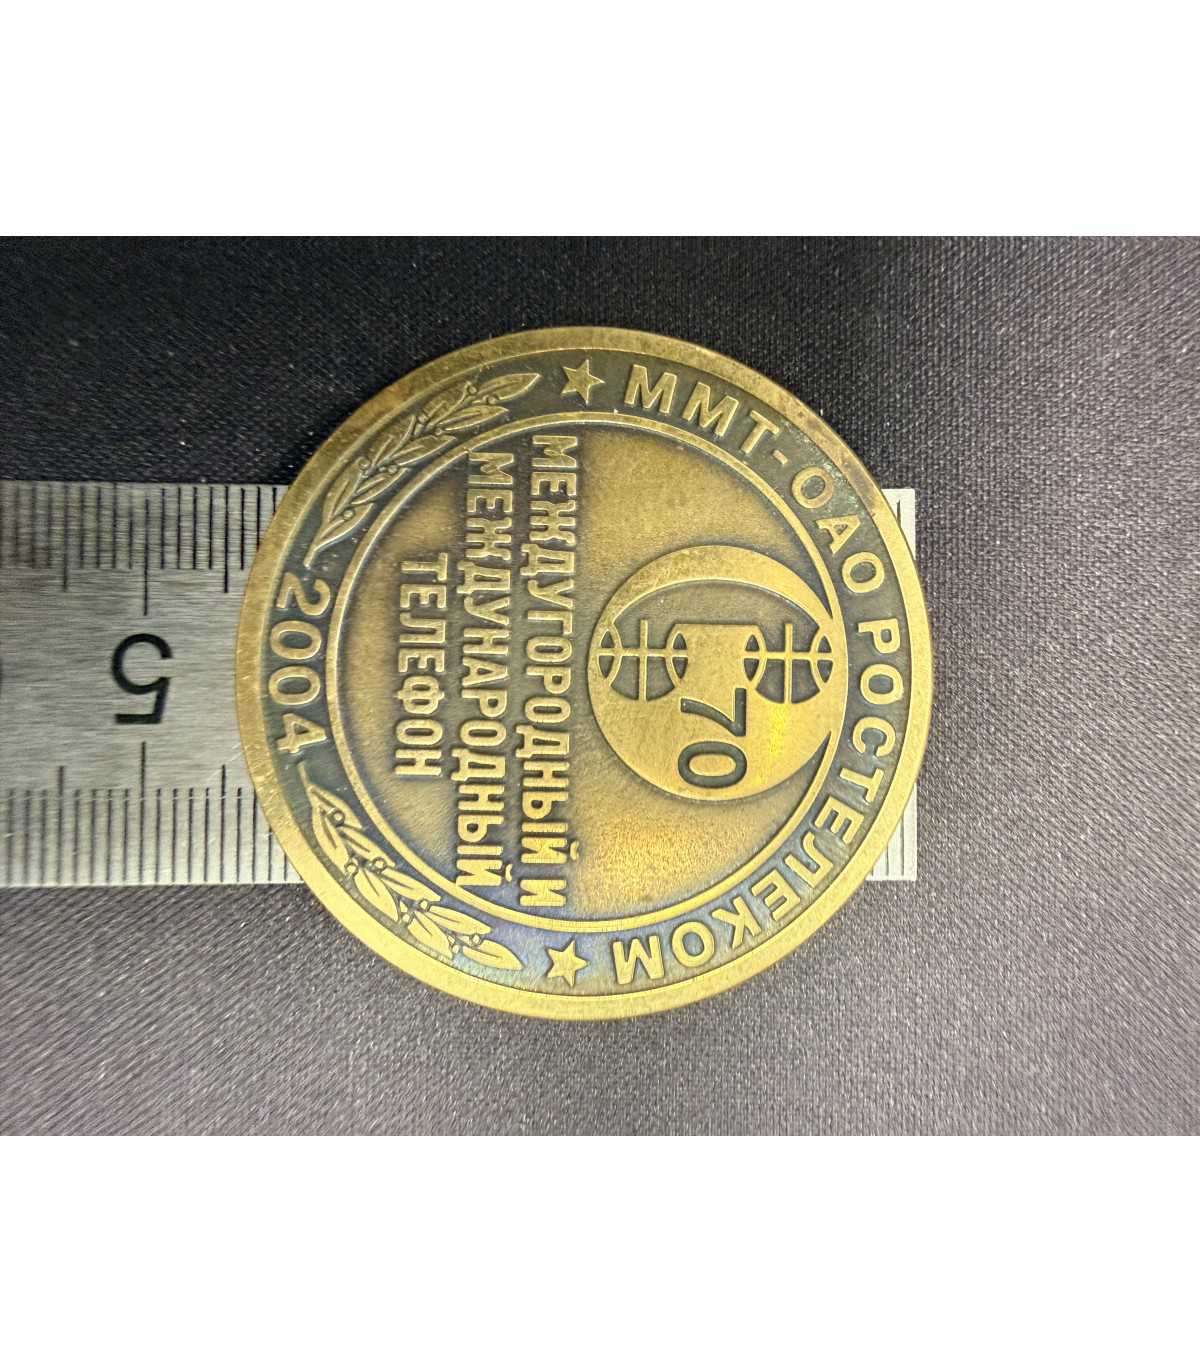 ММТ-ОАО РОСТЕЛЕКОМ
70
МЕЖДУГОРОДНЫЙ И
МЕЖДУНАРОДНЫЙ
ТЕЛЕФОН
2004
5